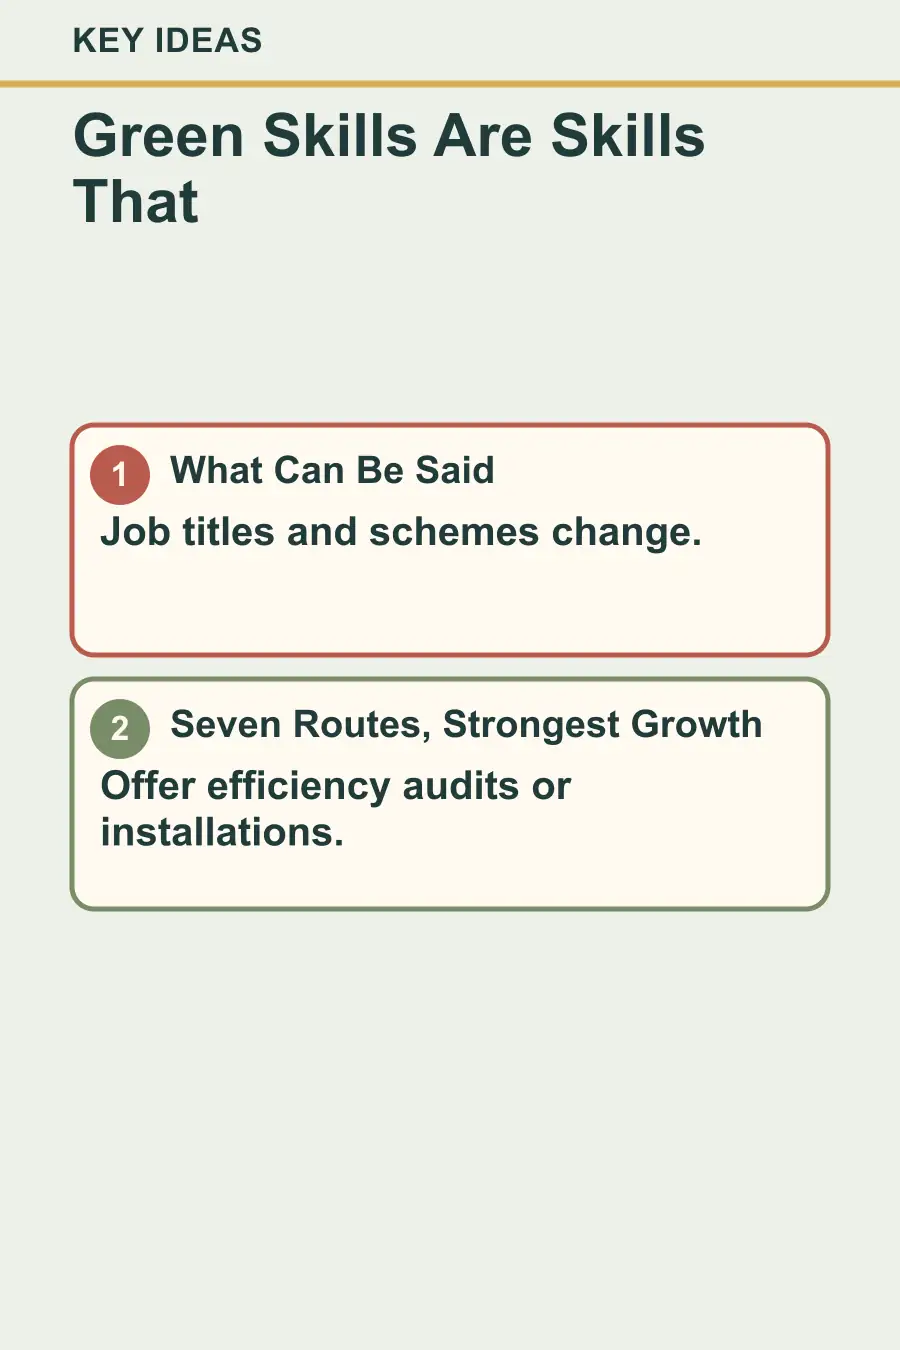 KEY IDEAS
Green Skills Are Skills
That
1 What Can Be Said
Job titles and schemes change.
2 Seven Routes, Strongest Growth
Offer efficiency audits or
installations.